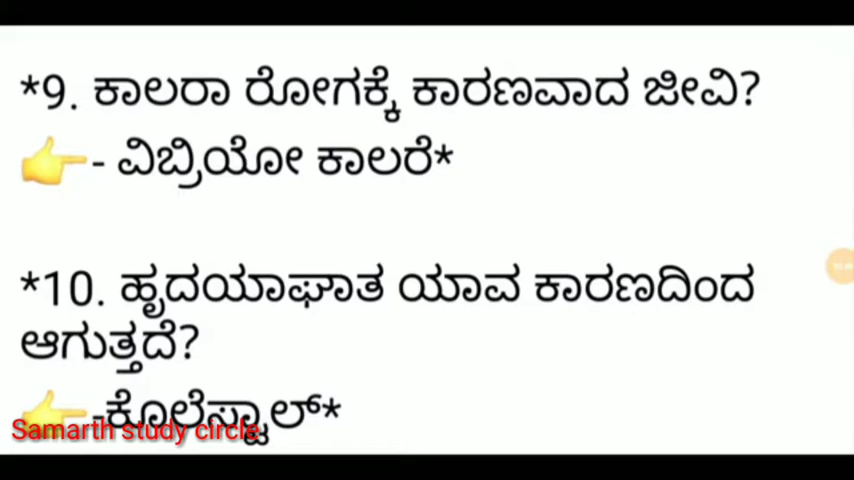 *9. ಕಾಲರಾ ರೋಗಕ್ಕೆ ಕಾರಣವಾದ ಜೀವಿ?
👉- ವಿಬ್ರಿಯೋ ಕಾಲರೆ*
*10. ಹೃದಯಾಘಾತ ಯಾವ ಕಾರಣದಿಂದ
ಆಗುತ್ತದೆ?
👉-ಕೊಲೆಸ್ಟ್ರಾಲ್*
Samarth study circle